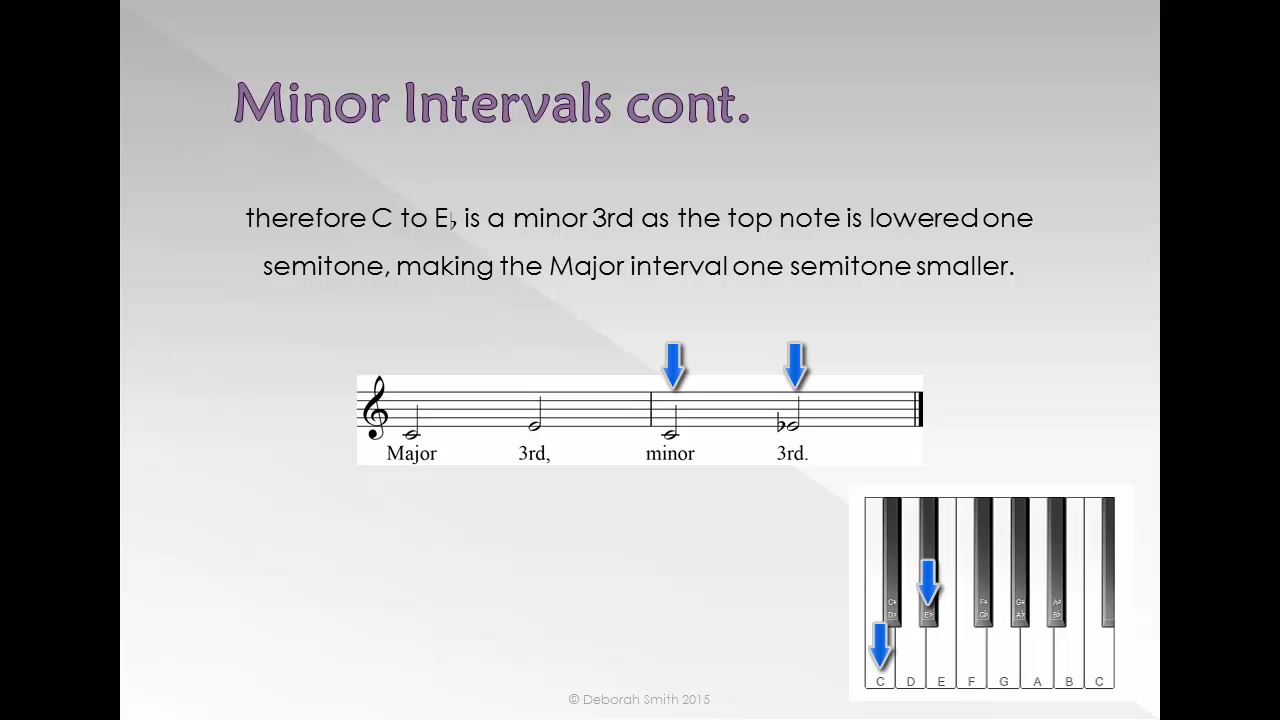 Minor Intervals cont.
therefore C to E♭ is a minor 3rd as the top note is lowered one
semitone, making the Major interval one semitone smaller.
Major 3rd, minor 3rd.
C# F# G#
D♭ E♭ G♭ A♭ B♭
C D E F G A B C
© Deborah Smith 2015